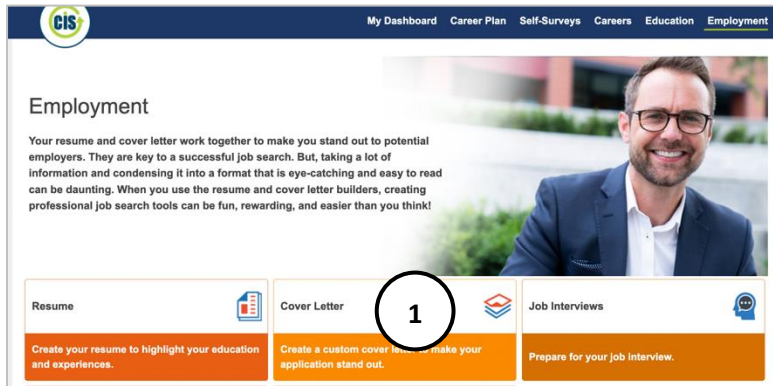 CIS
My Dashboard Career Plan Self-Surveys Careers Education Employment
Employment
Your resume and cover letter work together to make you stand out to potential
employers. They are key to a successful job search. But, taking a lot of
information and condensing it into a format that is eye-catching and easy to read
can be daunting. When you use the resume and cover letter builders, creating
professional job search tools can be fun, rewarding, and easier than you think!
Resume
Cover Letter
1
Job Interviews
Create your resume to highlight your education
and experiences.
Create a custom cover letter to make your
application stand out.
Prepare for your job interview.